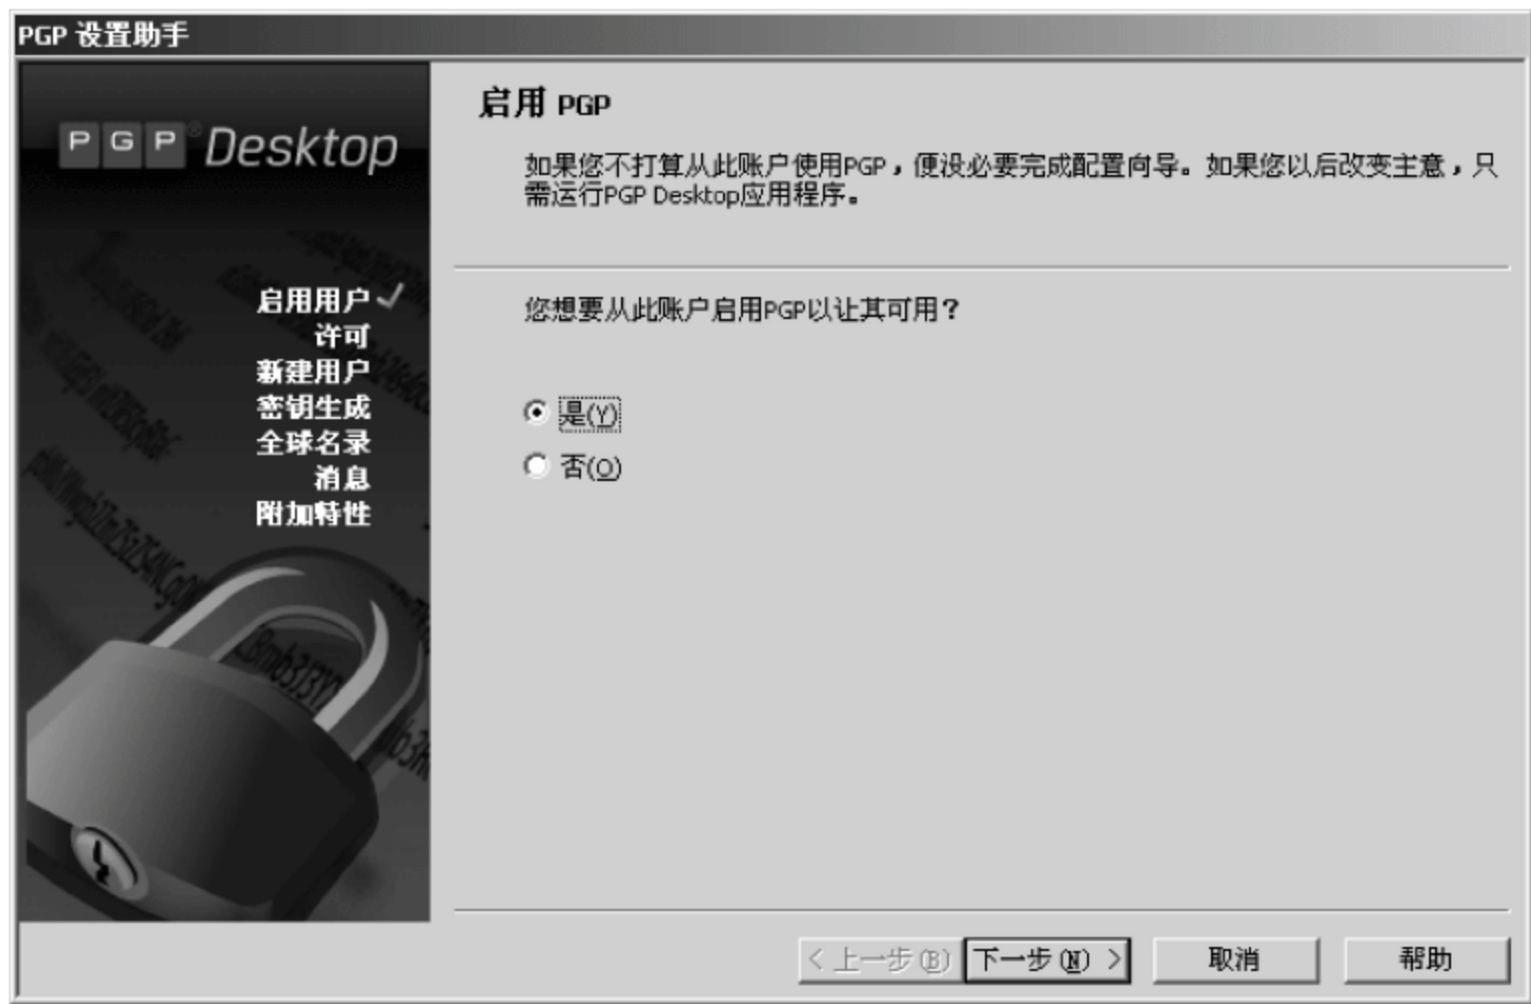 PGP 设置助手
P G P ® Desktop
启用用户
许可
新建用户
密钥生成
全球名录
消息
附加特性
启用 PGP
如果您不打算从此账户使用PGP，便没必要完成配置向导。如果您以后改变主意，只
需运行PGP Desktop应用程序。
您想要从此账户启用PGP以让其可用？
是(Y)
否(O)
< 上一步(B)
下一步(N) >
取消
帮助